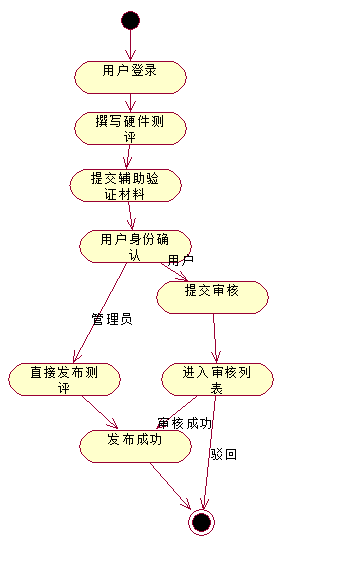 用户登录
撰写硬件测
评
提交辅助验
证材料
用户身份确
认
用户
提交审核
管理员
直接发布测
评
进入审核列
表
审核成功
发布成功
驳回